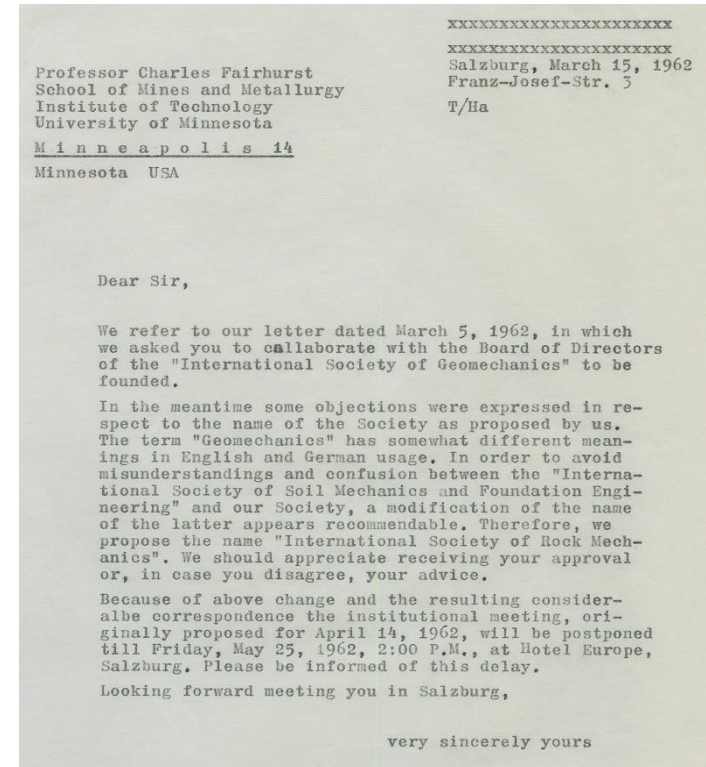 xxxxxxxxxxxxxxxxxxxxxxx
xxxxxxxxxxxxxxxxxxxxxxx
Salzburg, March 15, 1962
Franz-Josef-Str. 3
T/Ha
Professor Charles Fairhurst
School of Mines and Metallurgy
Institute of Technology
University of Minnesota
M i n n e a p o l i s  14
Minnesota  USA
Dear Sir,
We refer to our letter dated March 5, 1962, in which
we asked you to collaborate with the Board of Directors
of the "International Society of Geomechanics" to be
founded.
In the meantime some objections were expressed in re-
spect to the name of the Society as proposed by us.
The term "Geomechanics" has somewhat different mean-
ings in English and German usage. In order to avoid
misunderstandings and confusion between the "Interna-
tional Society of Soil Mechanics and Foundation Engi-
neering" and our Society, a modification of the name
of the latter appears recommendable. Therefore, we
propose the name "International Society of Rock Mech-
anics". We should appreciate receiving your approval
or, in case you disagree, your advice.
Because of above change and the resulting consider-
albe correspondence the institutional meeting, ori-
ginally proposed for April 14, 1962, will be postponed
till Friday, May 25, 1962, 2:00 P.M., at Hotel Europe,
Salzburg. Please be informed of this delay.
Looking forward meeting you in Salzburg,
very sincerely yours